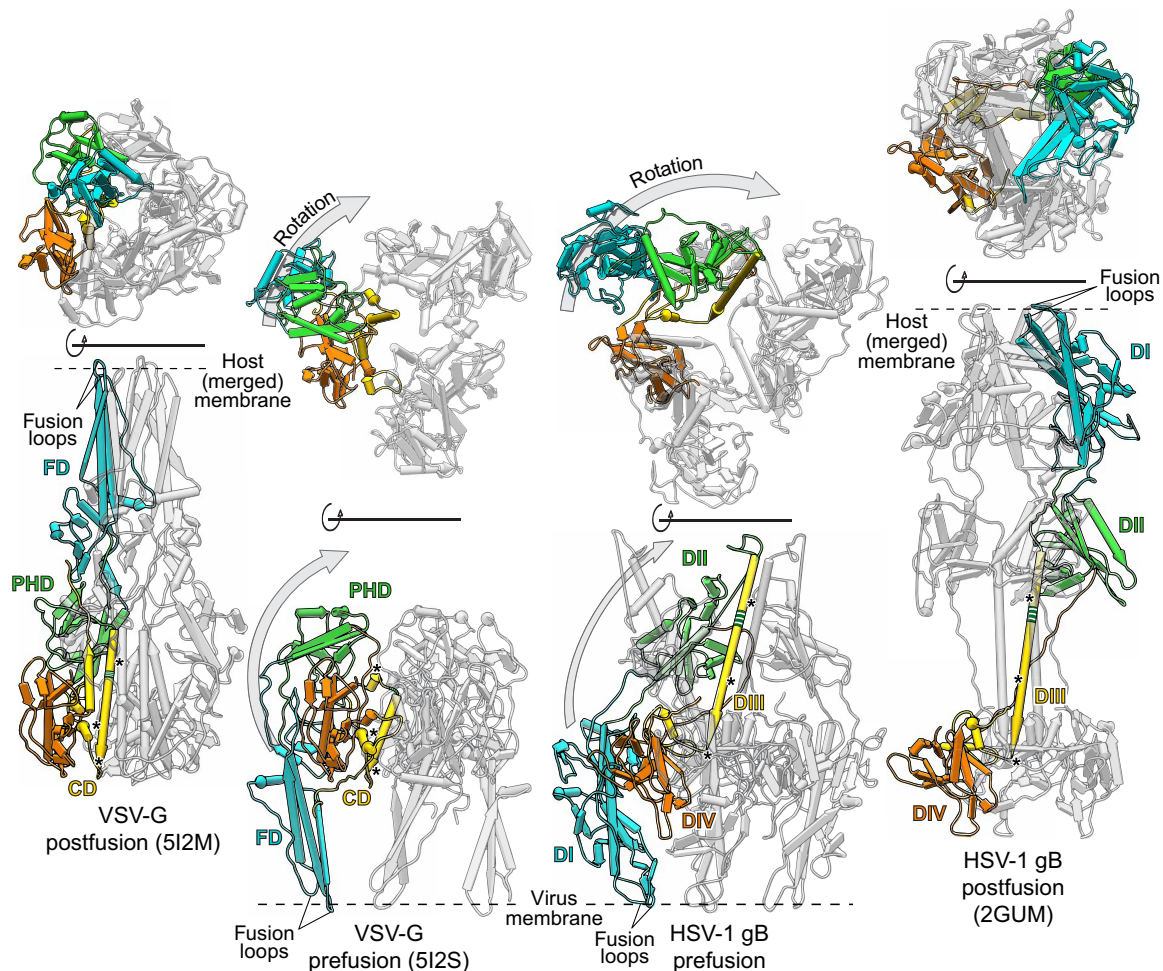 Rotation
Rotation
Fusion
loops
Host
(merged)
membrane
DI
Host
(merged)
membrane
Fusion
loops
FD
PHD
CD
VSV-G
postfusion (5I2M)
PHD
CD
FD
Fusion
loops
VSV-G
prefusion (5I2S)
Virus
membrane
DII
DIII
DIV
DI
Fusion
loops
HSV-1 gB
prefusion
DII
DIII
DIV
HSV-1 gB
postfusion
(2GUM)
* * *
* * *
* * *
* * *